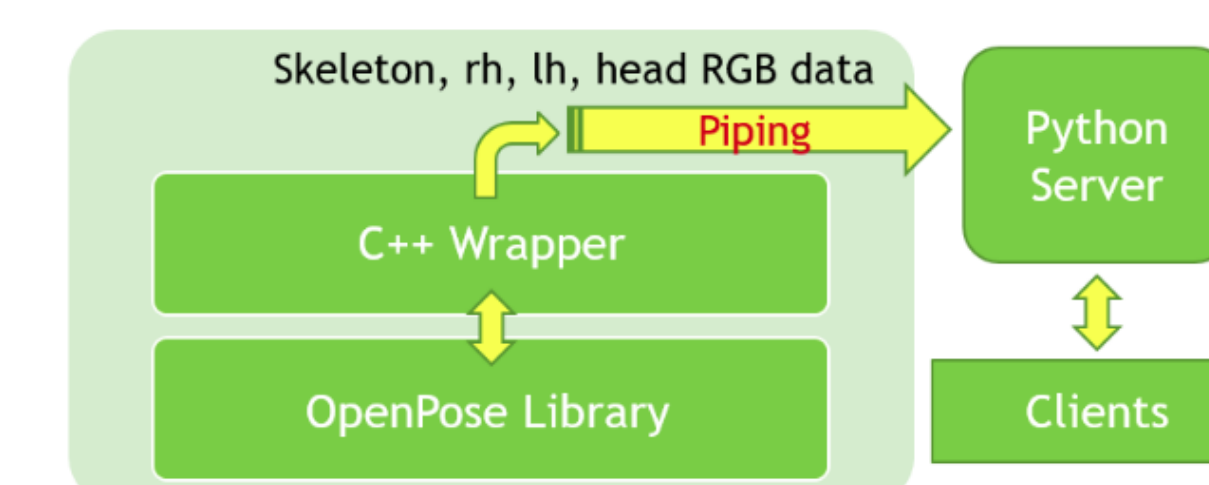 Skeleton, rh, lh, head RGB data
Piping
Python
Server
C++ Wrapper
OpenPose Library
Clients